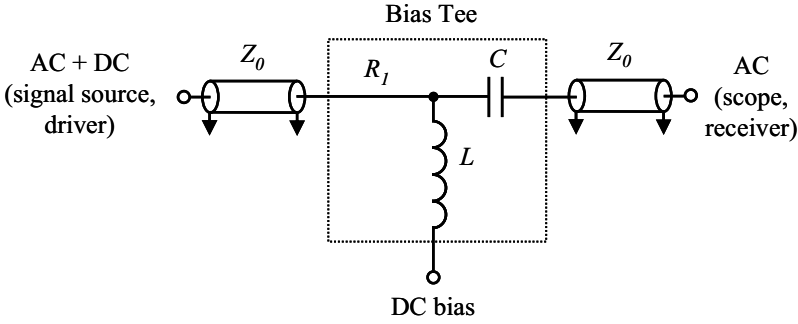 Bias Tee
AC + DC
(signal source,
driver)
Z0
R1
C
Z0
AC
(scope,
receiver)
L
DC bias